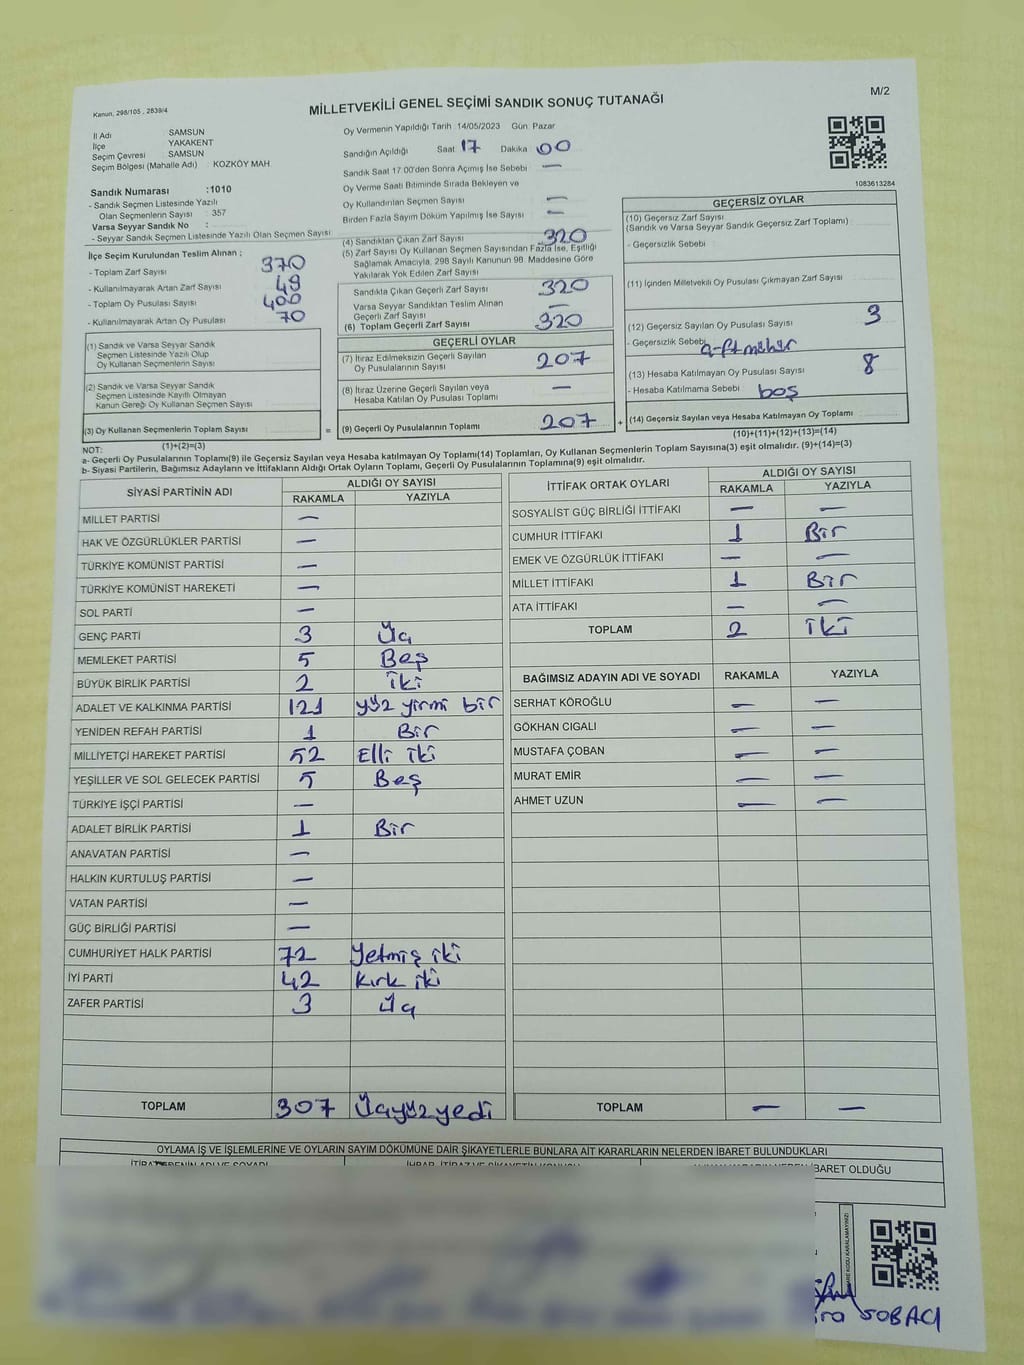 Kanun, 298/105 , 2839/4
MİLLETVEKİLİ GENEL SEÇİMİ SANDIK SONUÇ TUTANAĞI
M/2
İl Adı : SAMSUN
İlçe : YAKAKENT
Seçim Çevresi : SAMSUN
Seçim Bölgesi (Mahalle Adı) : KOZKÖY MAH
Oy Vermenin Yapıldığı Tarih :14/05/2023 Gün: Pazar
Sandığın Açıldığı Saat 17 Dakika 00
Sandık Saat 17:00'den Sonra Açımış İse Sebebi —
Oy Verme Saati Bitiminde Sırada Bekleyen ve
Oy Kullandırılan Seçmen Sayısı —
Birden Fazla Sayım Döküm Yapılmış İse Sayısı —
1083613284
Sandık Numarası :1010
- Sandık Seçmen Listesinde Yazılı
Olan Seçmenlerin Sayısı : 357
Varsa Seyyar Sandık No :
- Seyyar Sandık Seçmen Listesinde Yazılı Olan Seçmen Sayısı :
İlçe Seçim Kurulundan Teslim Alınan ;
- Toplam Zarf Sayısı 370
- Kullanılmayarak Artan Zarf Sayısı 49
- Toplam Oy Pusulası Sayısı 400
- Kullanılmayarak Artan Oy Pusulası 70
(1) Sandık ve Varsa Seyyar Sandık
Seçmen Listesinde Yazılı Olup
Oy Kullanan Seçmenlerin Sayısı
(2) Sandık ve Varsa Seyyar Sandık
Seçmen Listesinde Kayıtlı Olmayan
Kanun Gereği Oy Kullanan Seçmen Sayısı
(3) Oy Kullanan Seçmenlerin Toplam Sayısı
(1)+(2)=(3)
(4) Sandıktan Çıkan Zarf Sayısı 320
(5) Zarf Sayısı Oy Kullanan Seçmen Sayısından Fazla İse, Eşitliği
Sağlamak Amacıyla, 298 Sayılı Kanunun 98. Maddesine Göre
Yakılarak Yok Edilen Zarf Sayısı
Sandıkta Çıkan Geçerli Zarf Sayısı 320
Varsa Seyyar Sandıktan Teslim Alınan
Geçerli Zarf Sayısı —
(6) Toplam Geçerli Zarf Sayısı 320
GEÇERLİ OYLAR
(7) İtiraz Edilmeksizin Geçerli Sayılan
Oy Pusulalarının Sayısı 207
(8) İtiraz Üzerine Geçerli Sayılan veya
Hesaba Katılan Oy Pusulası Toplamı —
= (9) Geçerli Oy Pusulalarının Toplamı 207 +
GEÇERSİZ OYLAR
(10) Geçersiz Zarf Sayısı
(Sandık ve Varsa Seyyar Sandık Geçersiz Zarf Toplamı)
- Geçersizlik Sebebi
(11) İçinden Milletvekili Oy Pusulası Çıkmayan Zarf Sayısı
(12) Geçersiz Sayılan Oy Pusulası Sayısı 3
- Geçersizlik Sebebi
(13) Hesaba Katılmayan Oy Pusulası Sayısı 8
- Hesaba Katılmama Sebebi boş
(14) Geçersiz Sayılan veya Hesaba Katılmayan Oy Toplamı
(10)+(11)+(12)+(13)=(14)
NOT:
a- Geçerli Oy Pusulalarının Toplamı(9) ile Geçersiz veya Hesaba katılmayan Oy Toplamı(14) Toplamları, Oy Kullanan Seçmenlerin Toplam Sayısına(3) eşit olmalıdır. (9)+(14)=(3)
b- Siyasi Partilerin, Bağımsız Adayların ve İttifakların Aldığı Ortak Oyların Toplamı, Geçerli Oy Pusulalarının Toplamına(9) eşit olmalıdır.
SİYASİ PARTİNİN ADI ALDIĞI OY SAYISI
RAKAMLA YAZIYLA
MİLLET PARTİSİ —
HAK VE ÖZGÜRLÜKLER PARTİSİ —
TÜRKİYE KOMÜNİST PARTİSİ —
TÜRKİYE KOMÜNİST HAREKETİ —
SOL PARTİ —
GENÇ PARTİ 3 Üç
MEMLEKET PARTİSİ 5 Beş
BÜYÜK BİRLİK PARTİSİ 2 İki
ADALET VE KALKINMA PARTİSİ 121 yüz yirmi bir
YENİDEN REFAH PARTİSİ 1 Bir
MİLLİYETÇİ HAREKET PARTİSİ 52 Elli iki
YEŞİLLER VE SOL GELECEK PARTİSİ 5 Beş
TÜRKİYE İŞÇİ PARTİSİ —
ADALET BİRLİK PARTİSİ 1 Bir
ANAVATAN PARTİSİ —
HALKIN KURTULUŞ PARTİSİ —
VATAN PARTİSİ —
GÜÇ BİRLİĞİ PARTİSİ —
CUMHURİYET HALK PARTİSİ 72 Yetmiş iki
İYİ PARTİ 42 Kırk iki
ZAFER PARTİSİ 3 Üç
TOPLAM 307 Üçyüzyedi
İTTİFAK ORTAK OYLARI ALDIĞI OY SAYISI
RAKAMLA YAZIYLA
SOSYALİST GÜÇ BİRLİĞİ İTTİFAKI — —
CUMHUR İTTİFAKI 1 Bir
EMEK VE ÖZGÜRLÜK İTTİFAKI — —
MİLLET İTTİFAKI 1 Bir
ATA İTTİFAKI — —
TOPLAM 2 İki
BAĞIMSIZ ADAYIN ADI VE SOYADI RAKAMLA YAZIYLA
SERHAT KÖROĞLU — —
GÖKHAN CIGALI — —
MUSTAFA ÇOBAN — —
MURAT EMİR — —
AHMET UZUN — —
TOPLAM — —
OYLAMA İŞ VE İŞLEMLERİNE VE OYLARIN SAYIM DÖKÜMÜNE DAİR ŞİKAYETLERLE BUNLARA AİT KARARLARIN NELERDEN İBARET BULUNDUKLARI
BARET OLDUĞU
SOBACI